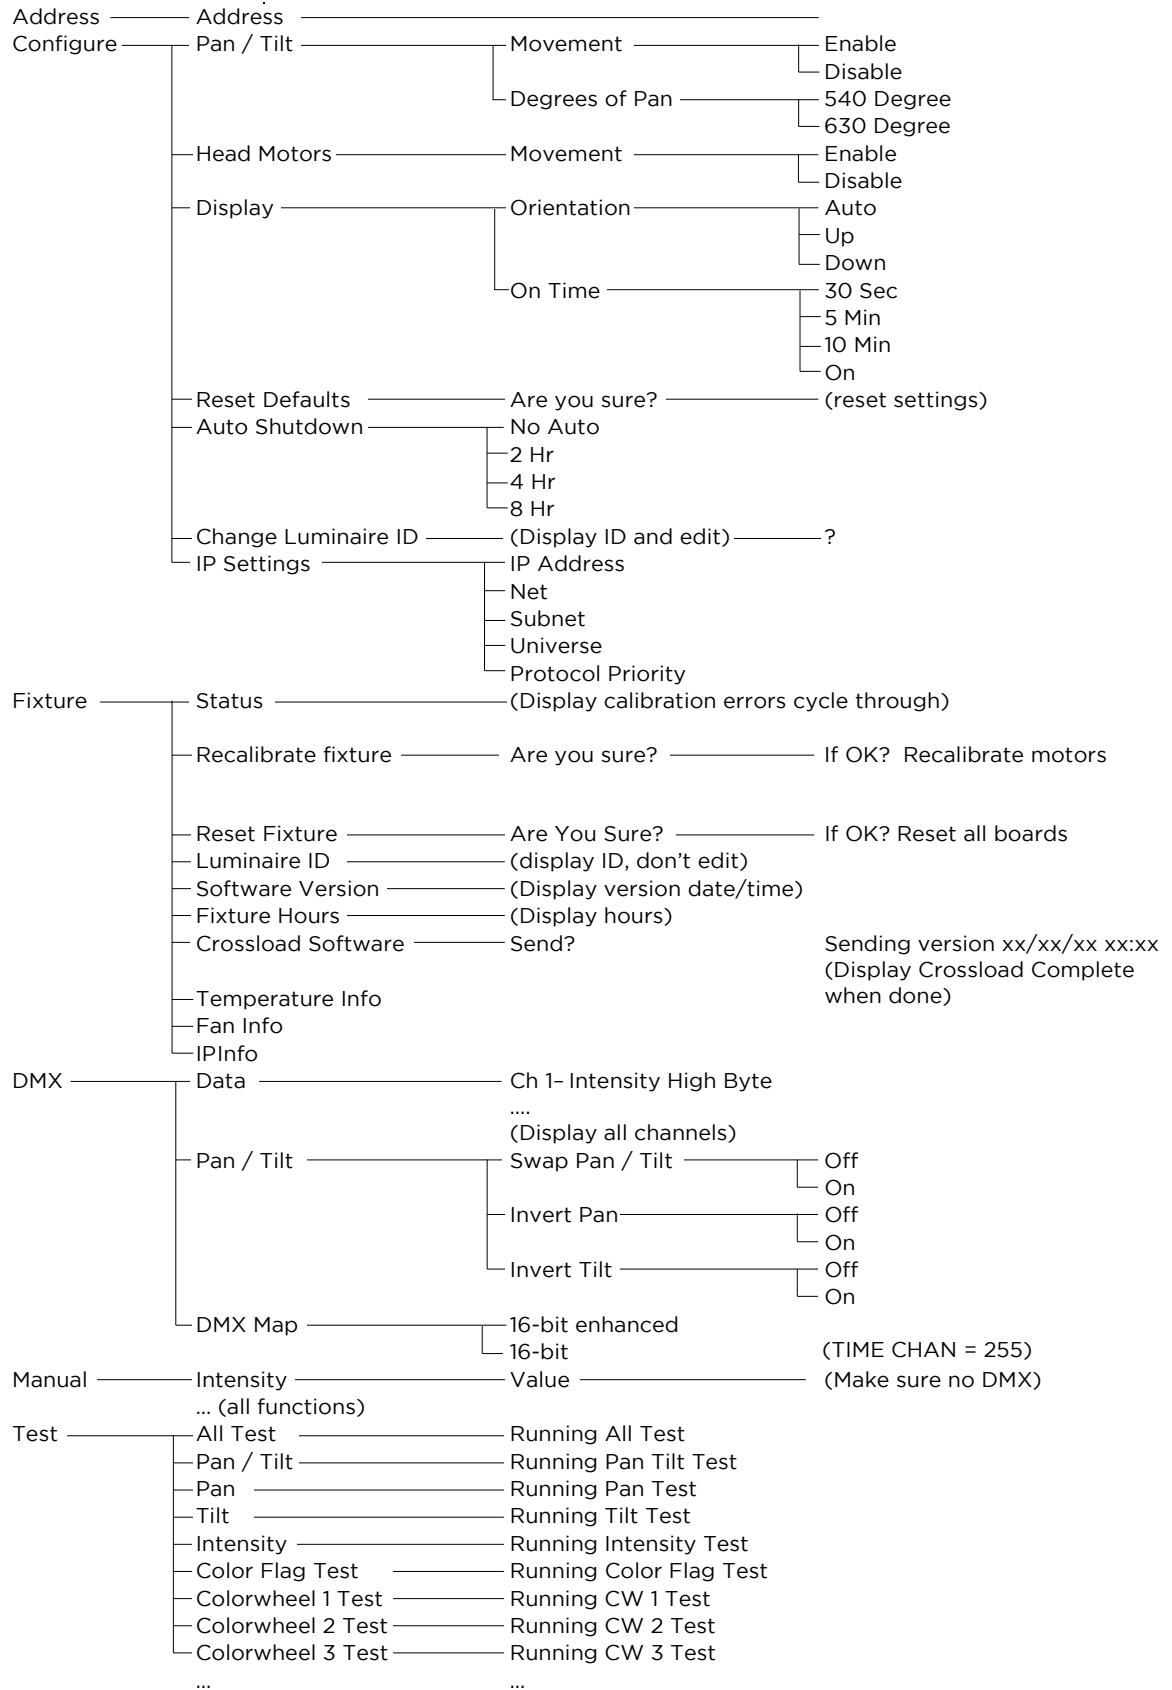 Address Address
Configure Pan / Tilt Movement Enable
Disable
Degrees of Pan 540 Degree
630 Degree
Head Motors Movement Enable
Disable
Display Orientation Auto
Up
Down
On Time 30 Sec
5 Min
10 Min
On
Reset Defaults Are you sure? (reset settings)
Auto Shutdown No Auto
2 Hr
4 Hr
8 Hr
Change Luminaire ID (Display ID and edit) ?
IP Settings IP Address
Net
Subnet
Universe
Protocol Priority
Fixture Status (Display calibration errors cycle through)
Recalibrate fixture Are you sure? If OK? Recalibrate motors
Reset Fixture Are You Sure? If OK? Reset all boards
Luminaire ID (display ID, don't edit)
Software Version (Display version date/time)
Fixture Hours (Display hours)
Crossload Software Send? Sending version xx/xx/xx xx:xx
(Display Crossload Complete
when done)
Temperature Info
Fan Info
IPInfo
DMX Data Ch 1– Intensity High Byte
....
(Display all channels)
Pan / Tilt Swap Pan / Tilt Off
On
Invert Pan Off
On
Invert Tilt Off
On
DMX Map 16-bit enhanced
16-bit (TIME CHAN = 255)
Manual Intensity Value (Make sure no DMX)
... (all functions)
Test All Test Running All Test
Pan / Tilt Running Pan Tilt Test
Pan Running Pan Test
Tilt Running Tilt Test
Intensity Running Intensity Test
Color Flag Test Running Color Flag Test
Colorwheel 1 Test Running CW 1 Test
Colorwheel 2 Test Running CW 2 Test
Colorwheel 3 Test Running CW 3 Test
... ...